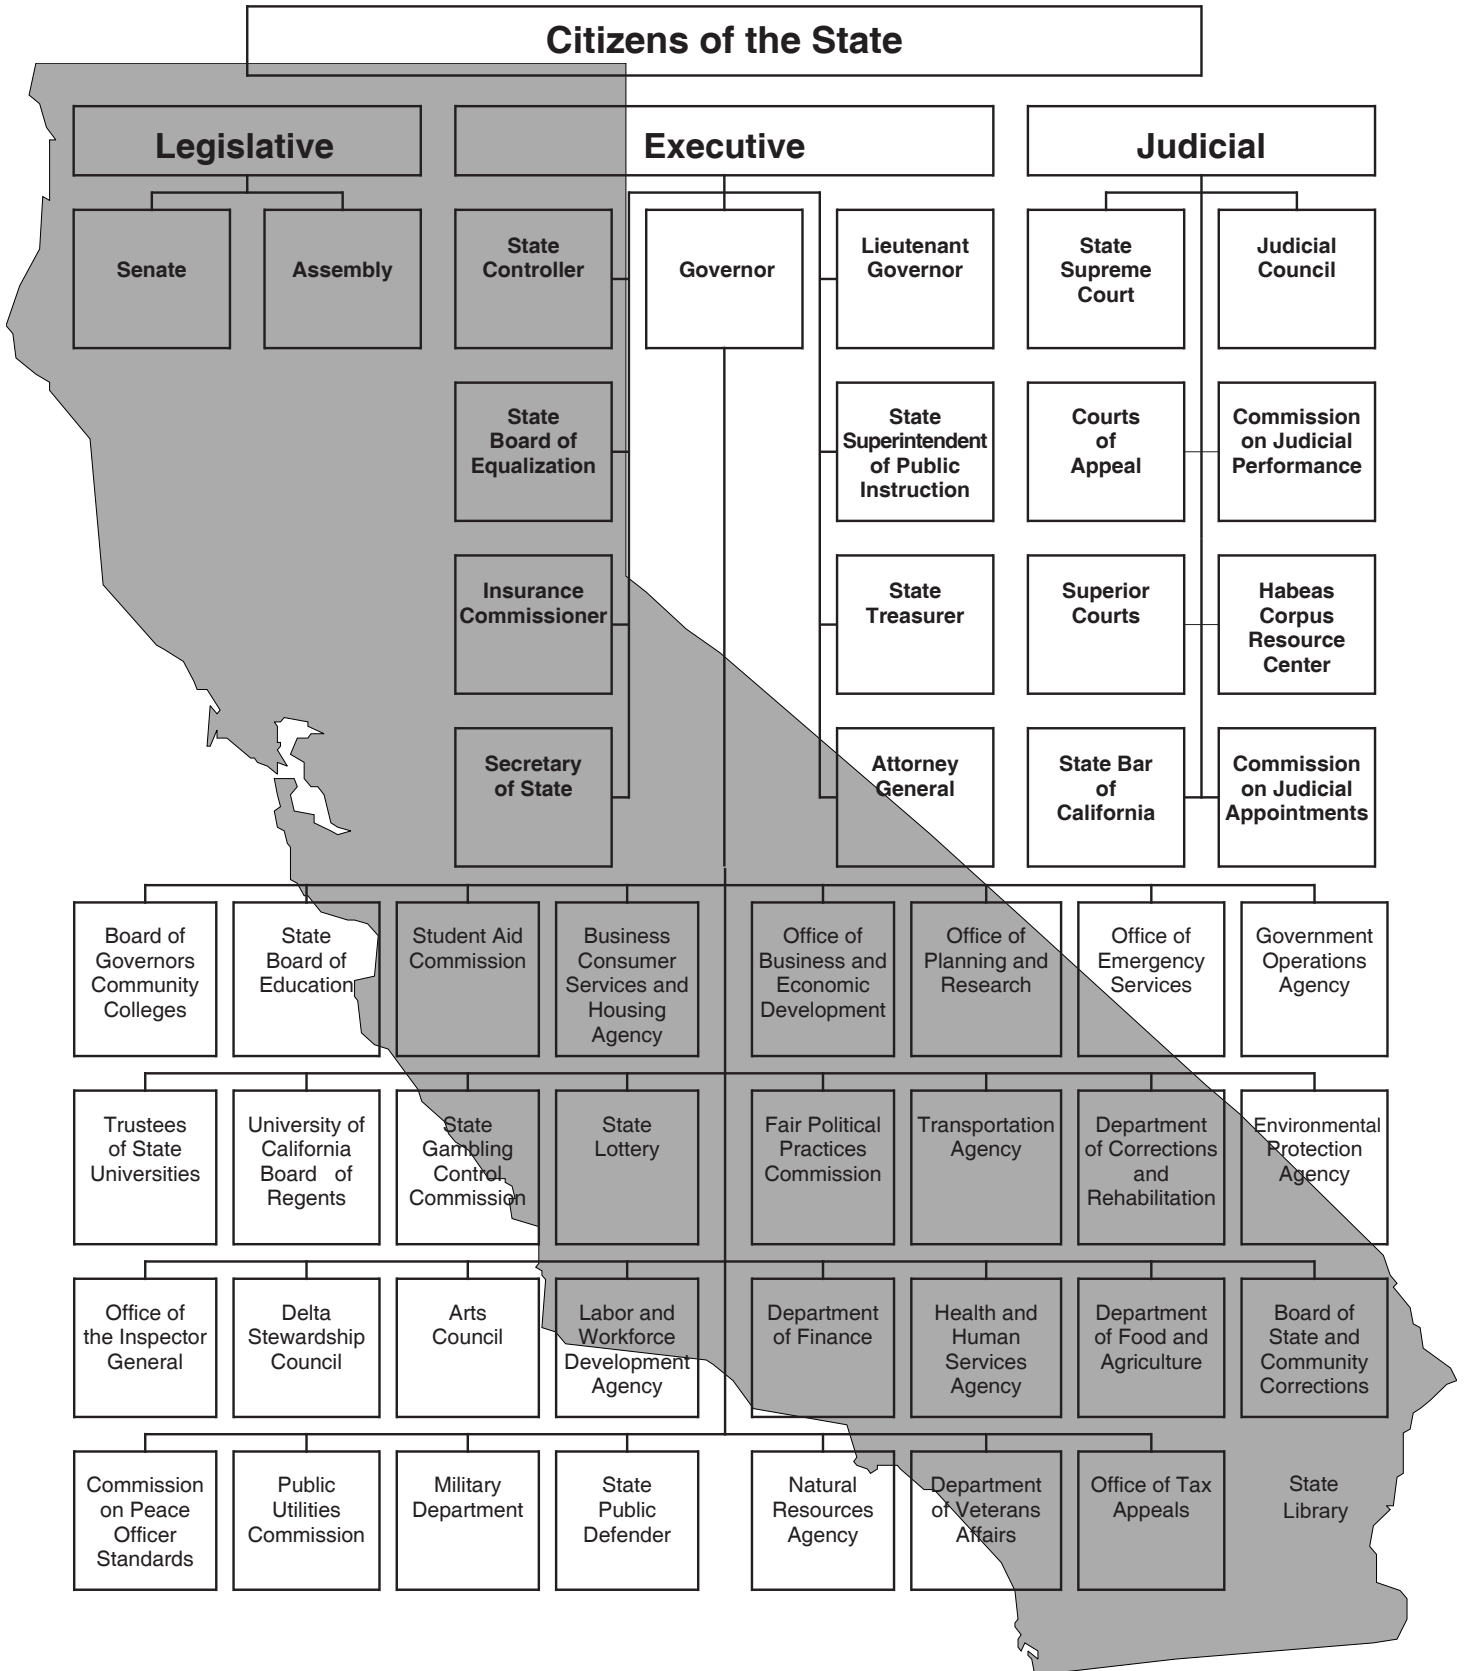 Citizens of the State
Legislative
Executive
Judicial
Senate
Assembly
State
Controller
Governor
Lieutenant
Governor
State
Supreme
Court
Judicial
Council
State
Board of
Equalization
State
Superintendent
of Public
Instruction
Courts
of
Appeal
Commission
on Judicial
Performance
Insurance
Commissioner
State
Treasurer
Superior
Courts
Habeas
Corpus
Resource
Center
Secretary
of State
Attorney
General
State Bar
of
California
Commission
on Judicial
Appointments
Board of
Governors
Community
Colleges
State
Board of
Education
Student Aid
Commission
Business
Consumer
Services and
Housing
Agency
Office of
Business and
Economic
Development
Office of
Planning and
Research
Office of
Emergency
Services
Government
Operations
Agency
Trustees
of State
Universities
University of
California
Board of
Regents
State
Gambling
Control
Commission
State
Lottery
Fair Political
Practices
Commission
Transportation
Agency
Department
of Corrections
and
Rehabilitation
Environmental
Protection
Agency
Office of
the Inspector
General
Delta
Stewardship
Council
Arts
Council
Labor and
Workforce
Development
Agency
Department
of Finance
Health and
Human
Services
Agency
Department
of Food and
Agriculture
Board of
State and
Community
Corrections
Commission
on Peace
Officer
Standards
Public
Utilities
Commission
Military
Department
State
Public
Defender
Natural
Resources
Agency
Department
of Veterans
Affairs
Office of Tax
Appeals
State
Library